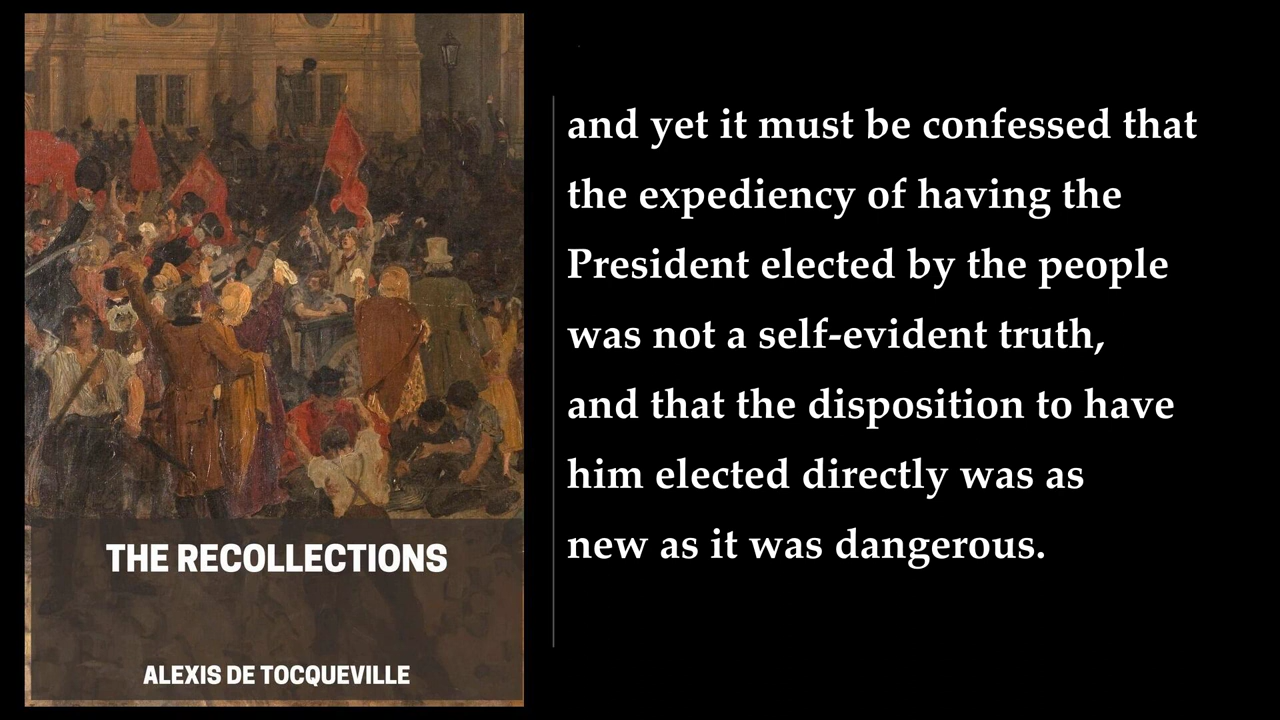 THE RECOLLECTIONS
ALEXIS DE TOCQUEVILLE
and yet it must be confessed that
the expediency of having the
President elected by the people
was not a self-evident truth,
and that the disposition to have
him elected directly was as
new as it was dangerous.